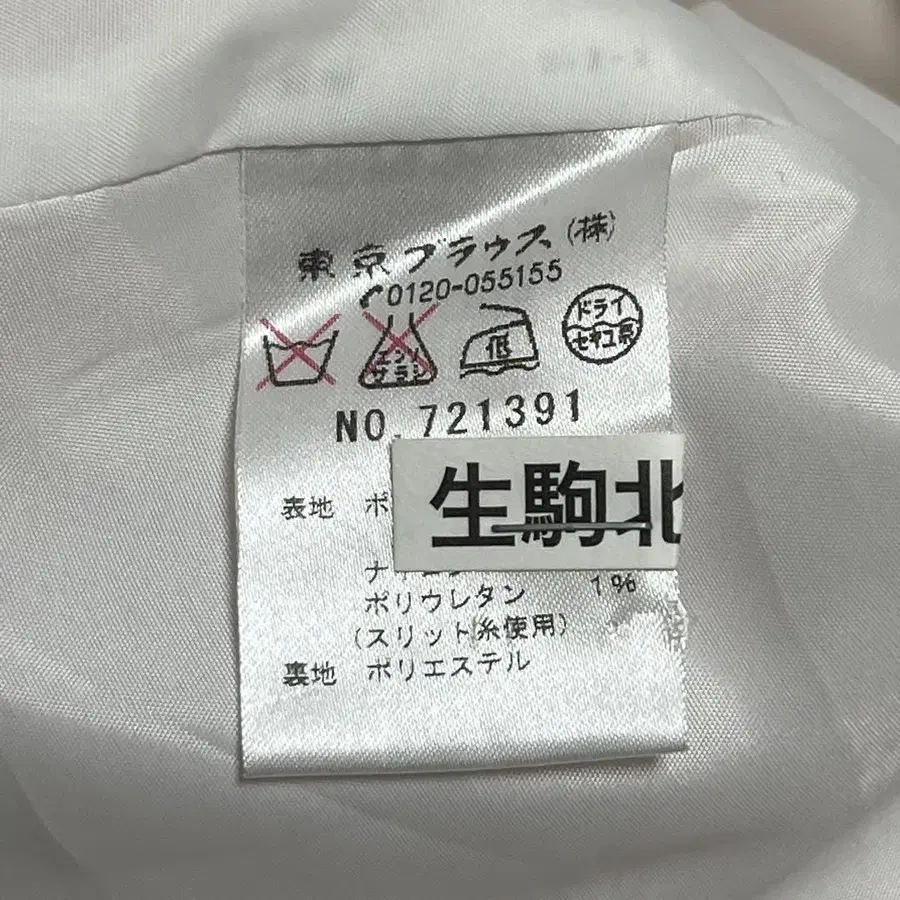 東京ブラウス(株)
0120-055155
エンソ
サラシ
低
ドライ
セキユ系
NO.721391
表地 ポ
生駒北
ポリウレタン 1%
(スリット糸使用)
裏地 ポリエステル